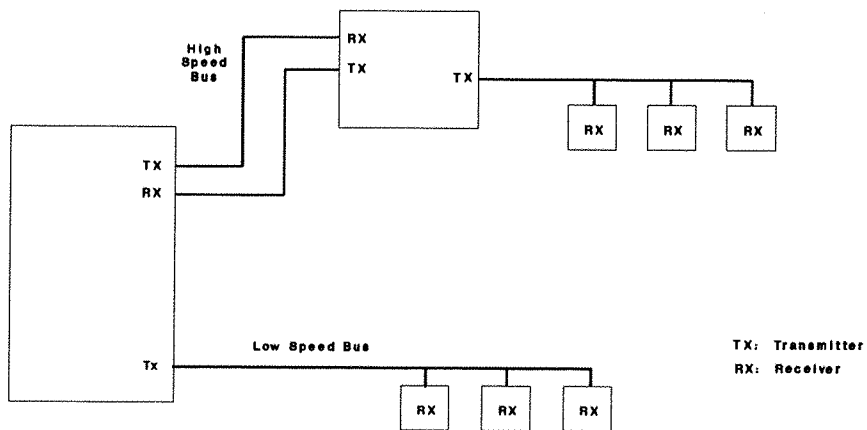 High
Speed
Bus
RX
TX
TX
RX
RX
RX
TX
RX
Low Speed Bus
Tx
RX
RX
RX
TX: Transmitter
RX: Receiver